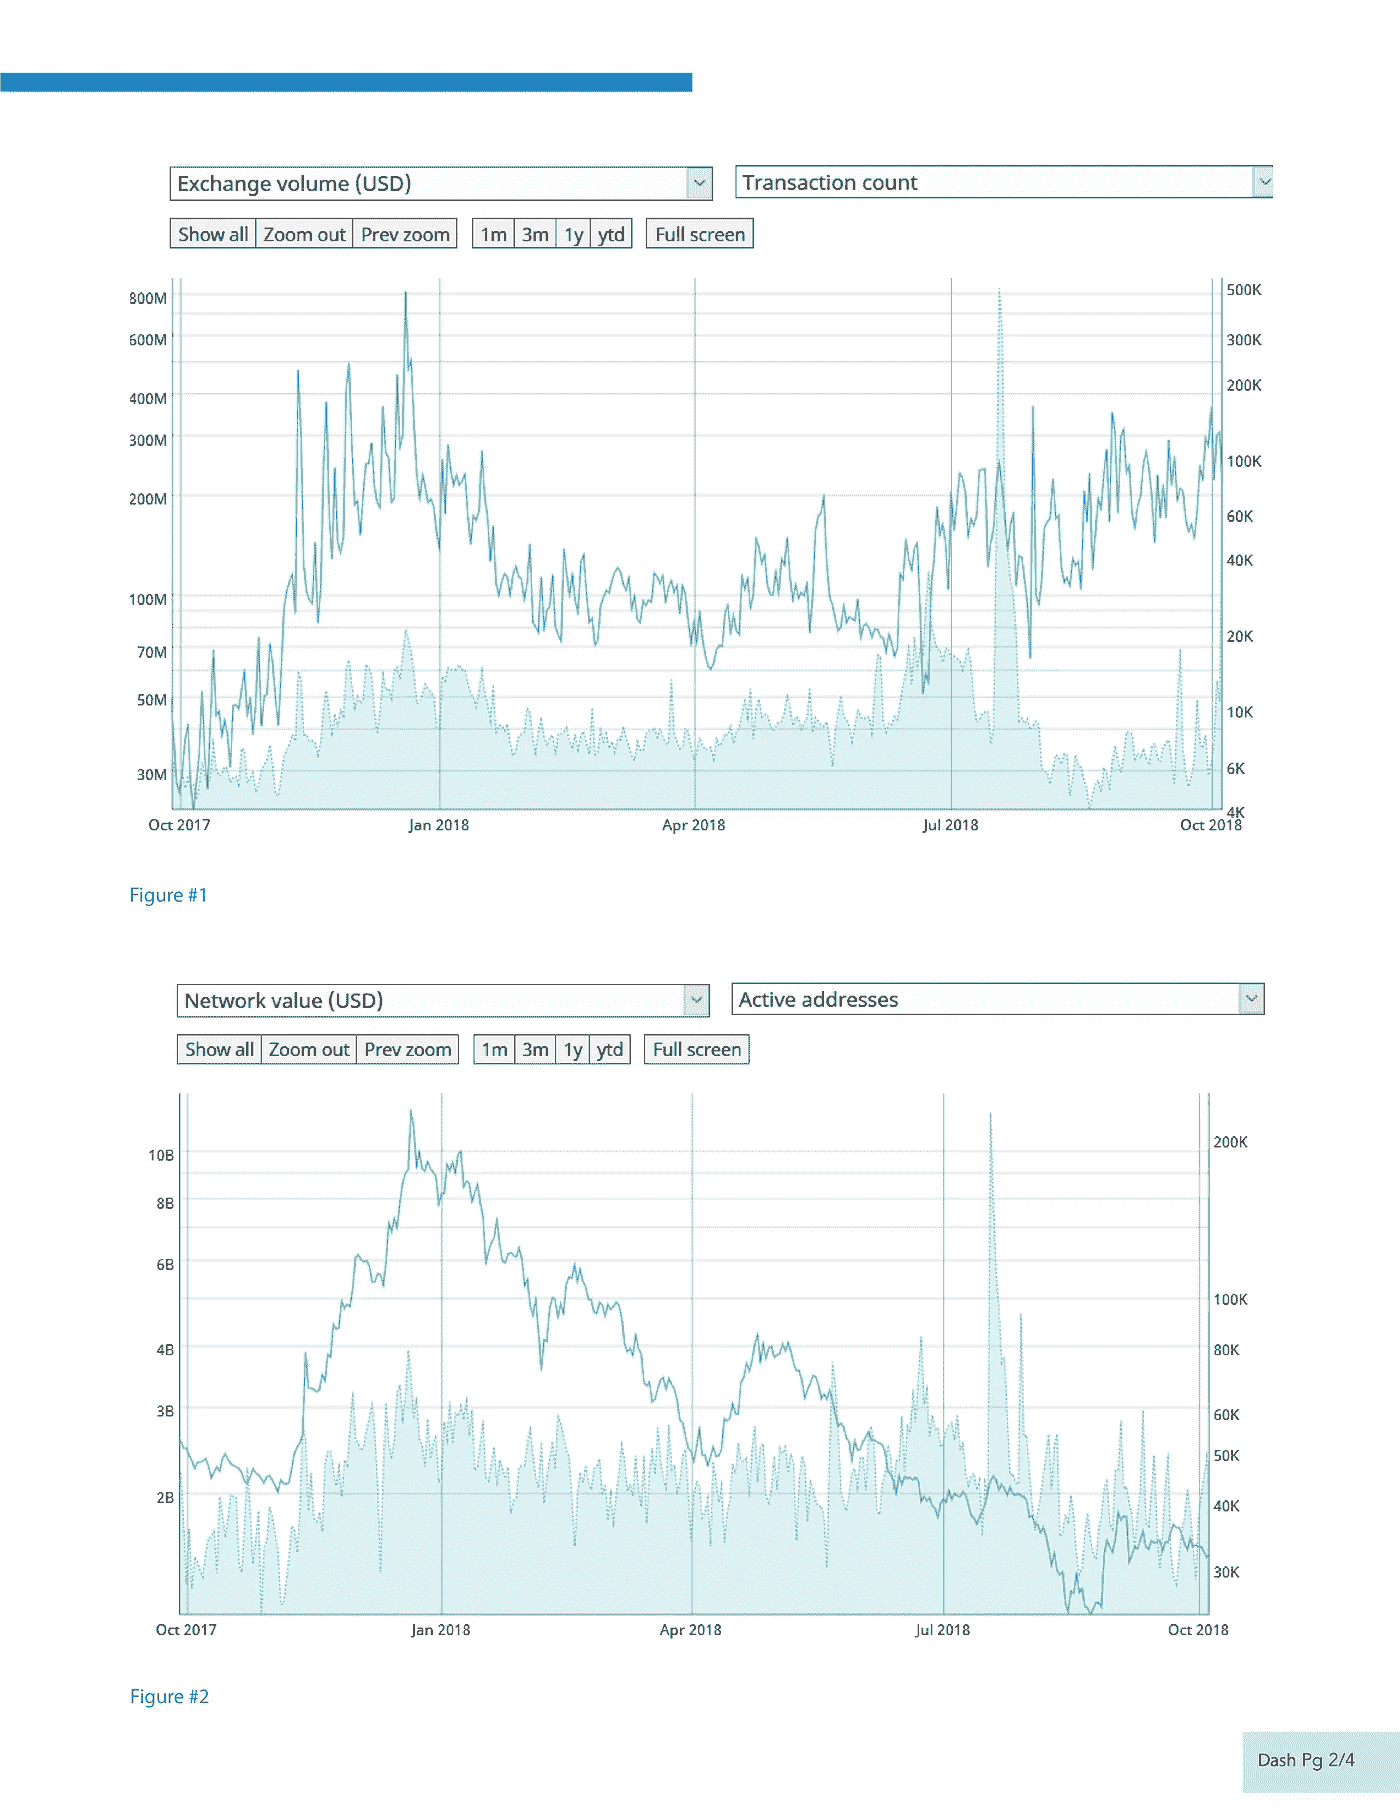 Exchange volume (USD)
Transaction count
Show all Zoom out Prev zoom 1m 3m 1y ytd Full screen
800M
600M
400M
300M
200M
100M
70M
50M
30M
500K
300K
200K
100K
60K
40K
20K
10K
6K
4K
Oct 2017 Jan 2018 Apr 2018 Jul 2018 Oct 2018
Figure #1
Network value (USD)
Active addresses
Show all Zoom out Prev zoom 1m 3m 1y ytd Full screen
10B
8B
6B
4B
3B
2B
200K
100K
80K
60K
50K
40K
30K
Oct 2017 Jan 2018 Apr 2018 Jul 2018 Oct 2018
Figure #2
Dash Pg 2/4